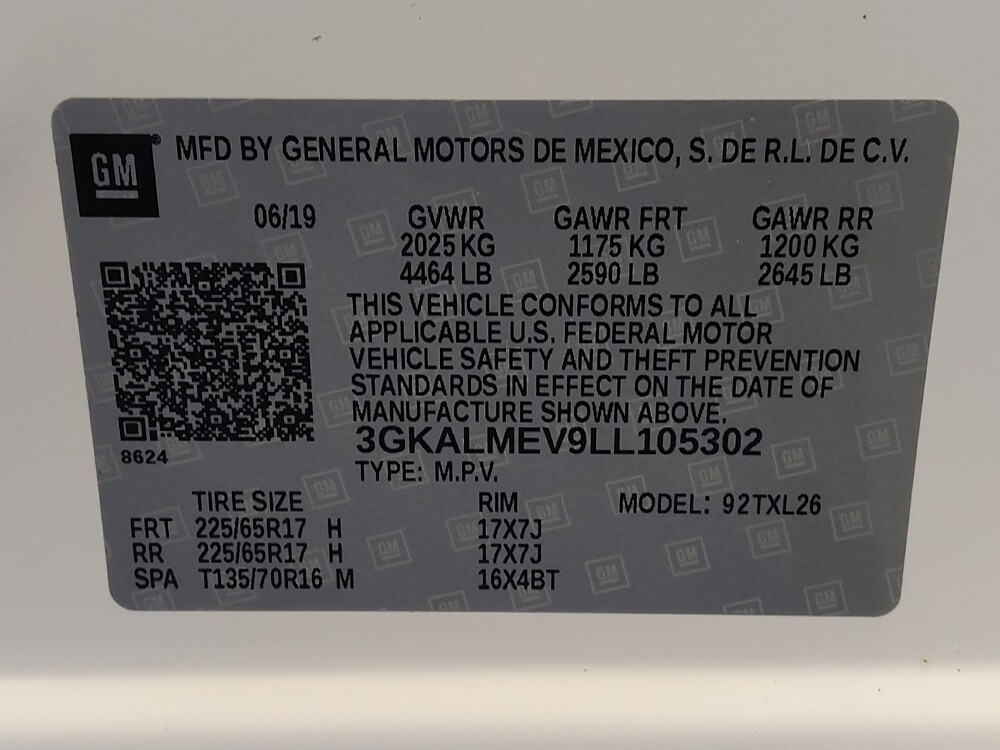 GM MFD BY GENERAL MOTORS DE MEXICO, S. DE R.L. DE C.V.
06/19 GVWR GAWR FRT GAWR RR
2025 KG 1175 KG 1200 KG
4464 LB 2590 LB 2645 LB
THIS VEHICLE CONFORMS TO ALL
APPLICABLE U.S. FEDERAL MOTOR
VEHICLE SAFETY AND THEFT PREVENTION
STANDARDS IN EFFECT ON THE DATE OF
MANUFACTURE SHOWN ABOVE.
3GKALMEV9LL105302
8624
TYPE: M.P.V.
TIRE SIZE RIM MODEL: 92TXL26
FRT 225/65R17 H 17X7J
RR 225/65R17 H 17X7J
SPA T135/70R16 M 16X4BT